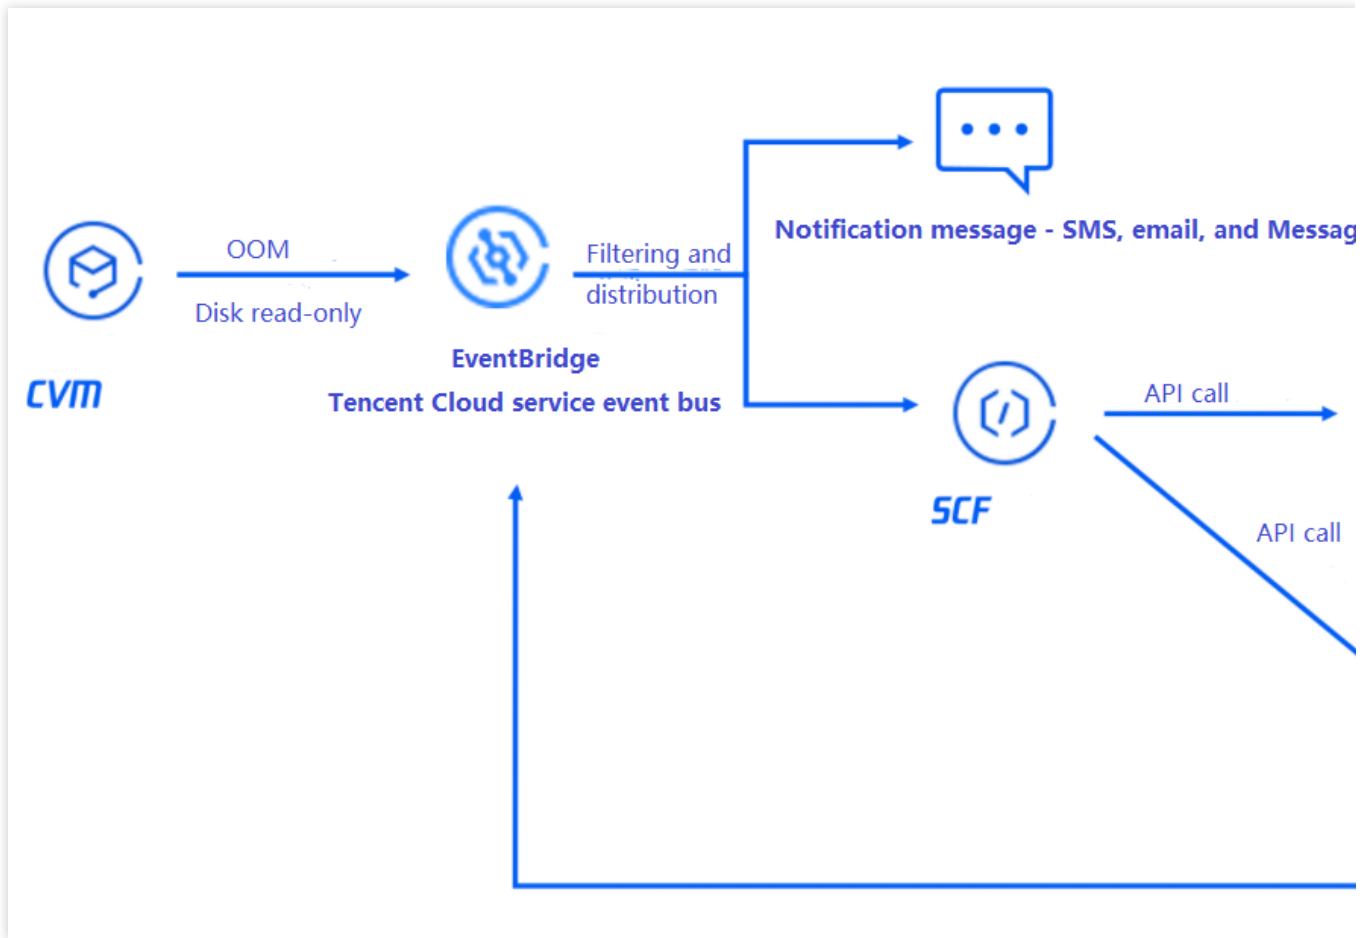 OOM
Disk read-only
CVM
EventBridge
Tencent Cloud service event bus
Filtering and
distribution
Notification message - SMS, email, and Messag
SCF
API call
API call